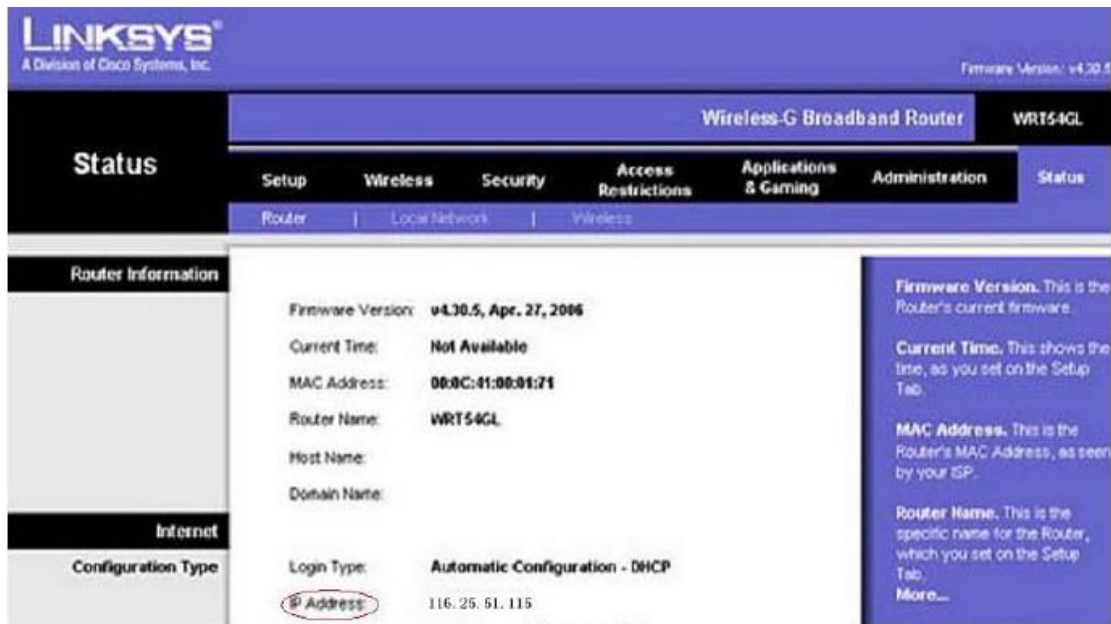 LINKSYS®
A Division of Cisco Systems, Inc.
Firmware Version: v4.30.5
Wireless-G Broadband Router
WRT54GL
Status
Setup
Wireless
Security
Access
Restrictions
Applications
& Gaming
Administration
Status
Router | Local Network | Wireless
Router Information
Firmware Version: v4.30.5, Apr. 27, 2006
Current Time: Not Available
MAC Address: 00:0C:41:00:01:71
Router Name: WRT54GL
Host Name:
Domain Name:
Internet
Configuration Type
Login Type: Automatic Configuration - DHCP
IP Address: 116.25.51.115
Firmware Version. This is the
Router's current firmware.
Current Time. This shows the
time, as you set on the Setup
Tab.
MAC Address. This is the
Router's MAC Address, as seen
by your ISP.
Router Name. This is the
specific name for the Router,
which you set on the Setup
Tab.
More...